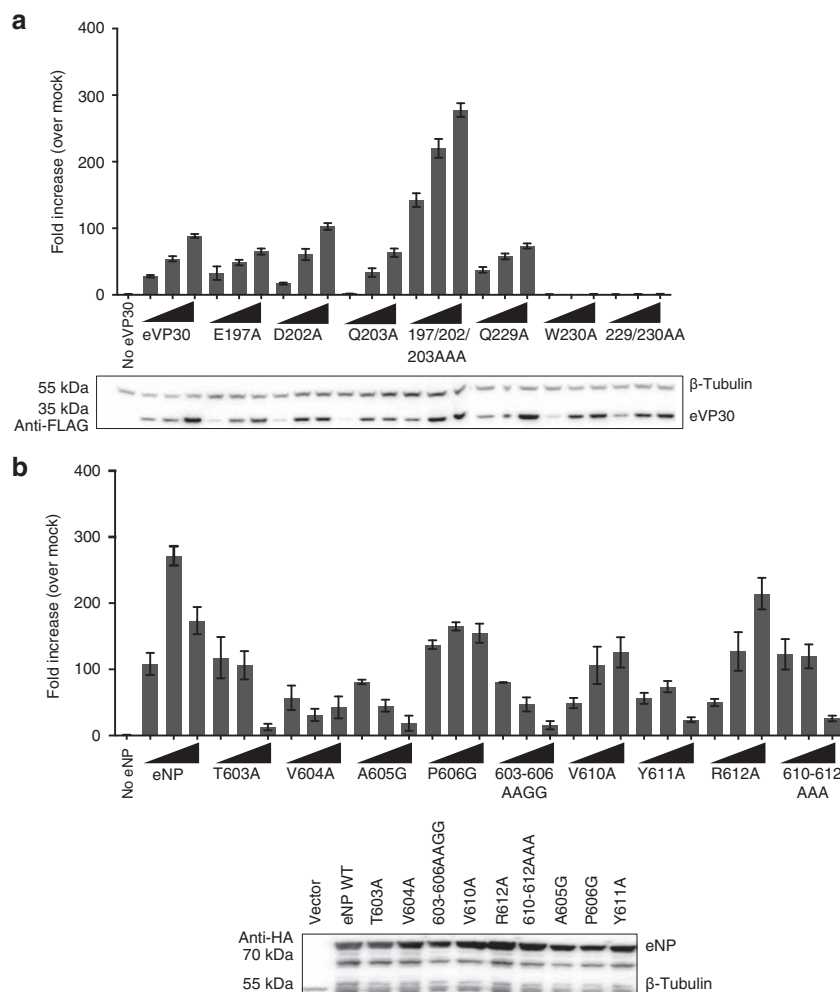 a
400
300
200
100
0
Fold increase (over mock)
No eVP30
eVP30
E197A
D202A
Q203A
197/202/
203AAA
Q229A
W230A
229/230AA
55 kDa
35 kDa
Anti-FLAG
β-Tubulin
eVP30
b
400
300
200
100
0
Fold increase (over mock)
No eNP
eNP
T603A
V604A
A605G
P606G
603-606
AAGG
V610A
Y611A
R612A
610-612
AAA
Vector
eNP WT
T603A
V604A
603-606AAGG
V610A
R612A
610-612AAA
A605G
P606G
Y611A
Anti-HA
70 kDa
55 kDa
eNP
β-Tubulin